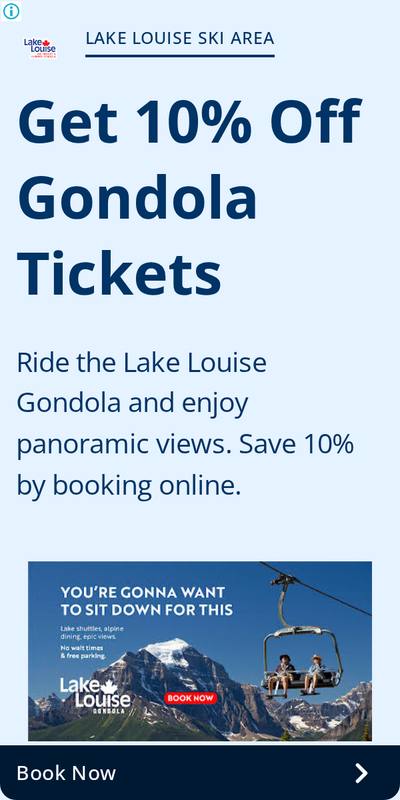 Lake
Louise
LAKE LOUISE SKI AREA
Get 10% Off
Gondola
Tickets
Ride the Lake Louise
Gondola and enjoy
panoramic views. Save 10%
by booking online.
YOU'RE GONNA WANT
TO SIT DOWN FOR THIS
Lake shuttles, alpine
dining, epic views.
No wait times
& free parking.
Lake
Louise
GONDOLA
BOOK NOW
Book Now